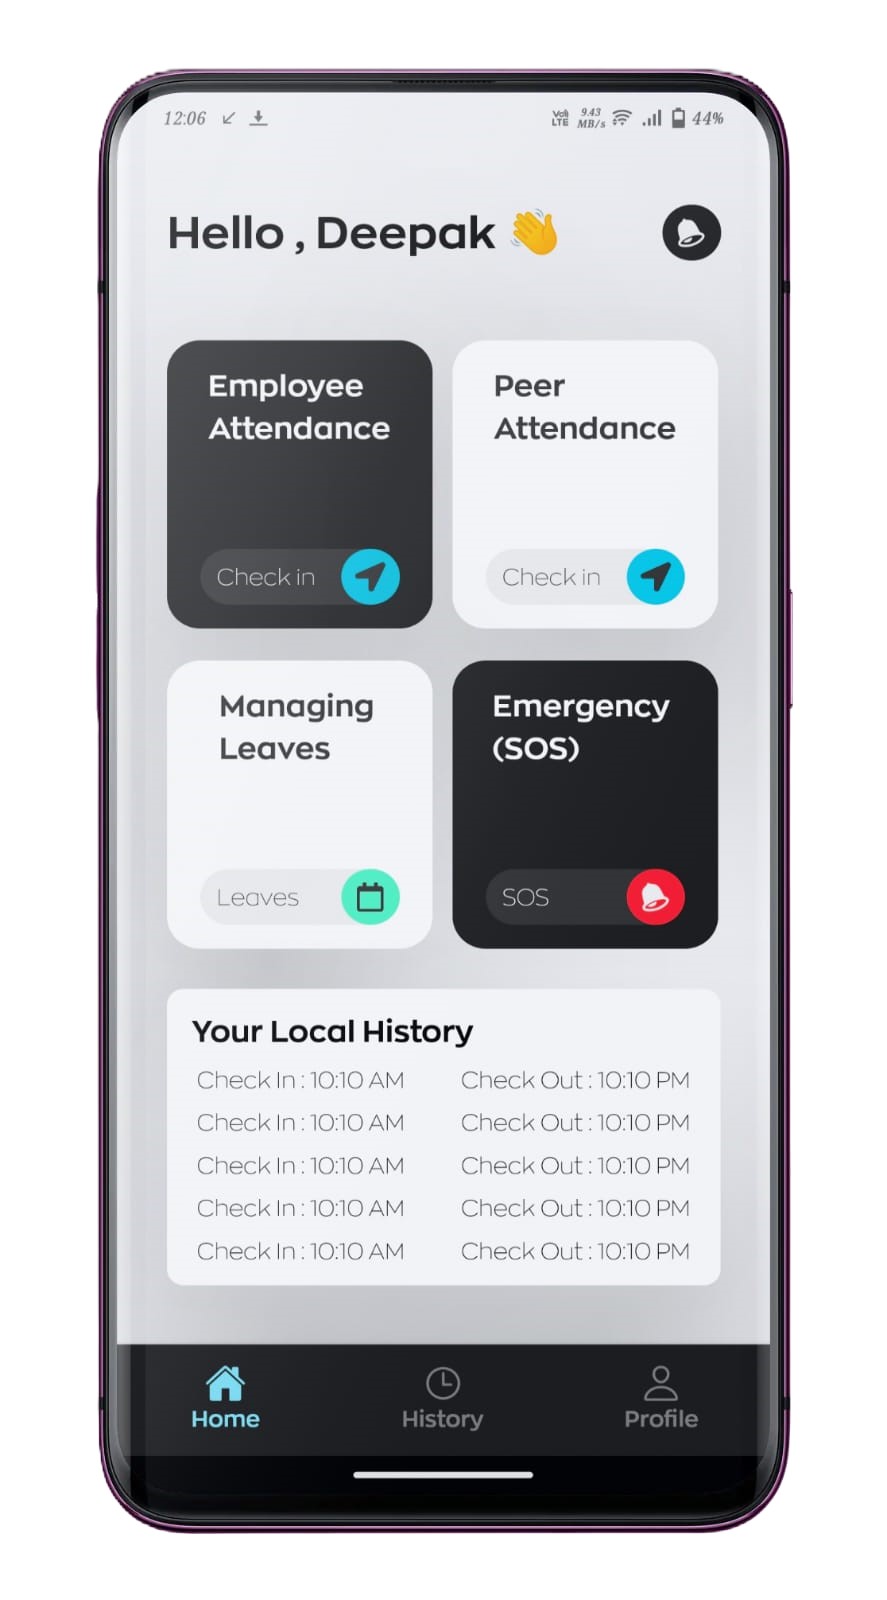 12:06 Vo) LTE 9.43 MB/s 44%
Hello , Deepak 👋
Employee
Attendance
Check in
Peer
Attendance
Check in
Managing
Leaves
Leaves
Emergency
(SOS)
SOS
Your Local History
Check In : 10:10 AM Check Out : 10:10 PM
Check In : 10:10 AM Check Out : 10:10 PM
Check In : 10:10 AM Check Out : 10:10 PM
Check In : 10:10 AM Check Out : 10:10 PM
Check In : 10:10 AM Check Out : 10:10 PM
Home History Profile